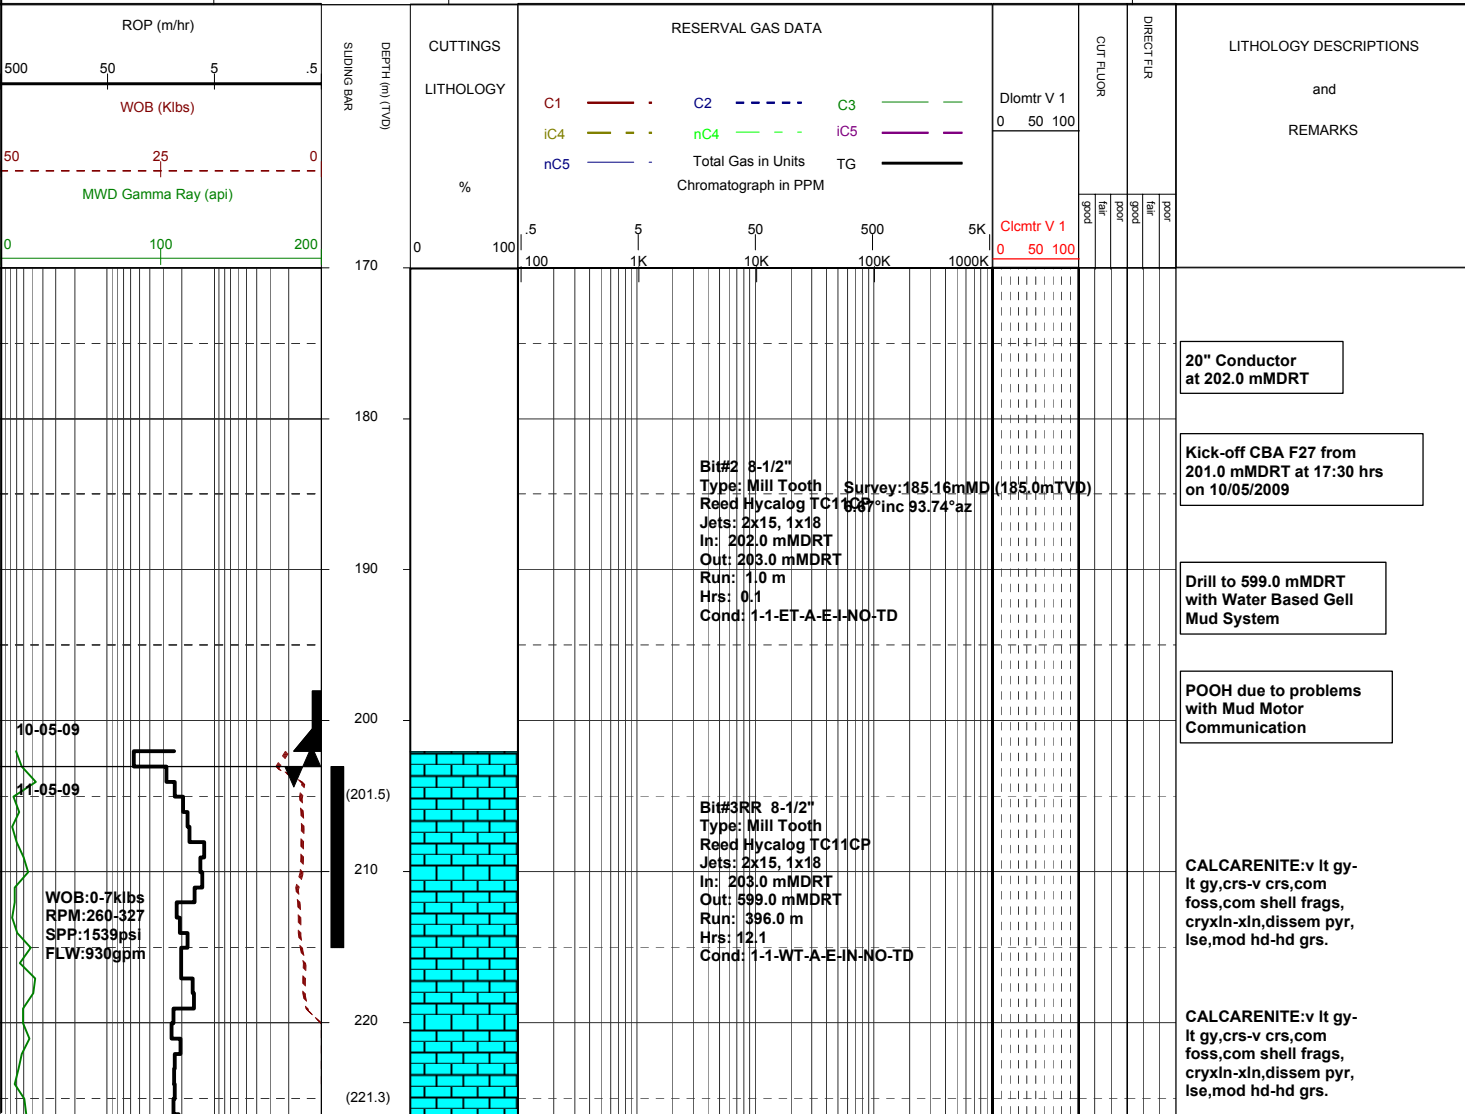 ROP (m/hr)
500 50 5 .5
WOB (Klbs)
50 25 0
MWD Gamma Ray (api)
0 100 200
SLIDING BAR
DEPTH (m) (TVD)
CUTTINGS
LITHOLOGY
%
0 100
RESERVAL GAS DATA
C1 C2 C3
iC4 nC4 iC5
nC5 Total Gas in Units TG
Chromatograph in PPM
.5 5 50 500 5K
100 1K 10K 100K 1000K
Dlomtr V 1
0 50 100
Clcmtr V 1
0 50 100
CUT FLUOR
DIRECT FLR
good fair poor good fair poor
LITHOLOGY DESCRIPTIONS
and
REMARKS
170
180
190
200
(201.5)
210
220
(221.3)
10-05-09
11-05-09
WOB:0-7klbs
RPM:260-327
SPP:1539psi
FLW:930gpm
Bit#2 8-1/2"
Type: Mill Tooth
Reed Hycalog TC11CP
Jets: 2x15, 1x18
In: 202.0 mMDRT
Out: 203.0 mMDRT
Run: 1.0 m
Hrs: 0.1
Cond: 1-1-ET-A-E-I-NO-TD
Survey:185.16mMD (185.0mTVD)
°inc 93.74°az
Bit#3RR 8-1/2"
Type: Mill Tooth
Reed Hycalog TC11CP
Jets: 2x15, 1x18
In: 203.0 mMDRT
Out: 599.0 mMDRT
Run: 396.0 m
Hrs: 12.1
Cond: 1-1-WT-A-E-IN-NO-TD
20" Conductor
at 202.0 mMDRT
Kick-off CBA F27 from
201.0 mMDRT at 17:30 hrs
on 10/05/2009
Drill to 599.0 mMDRT
with Water Based Gell
Mud System
POOH due to problems
with Mud Motor
Communication
CALCARENITE:v lt gy-
lt gy,crs-v crs,com
foss,com shell frags,
cryxln-xln,dissem pyr,
lse,mod hd-hd grs.
CALCARENITE:v lt gy-
lt gy,crs-v crs,com
foss,com shell frags,
cryxln-xln,dissem pyr,
lse,mod hd-hd grs.